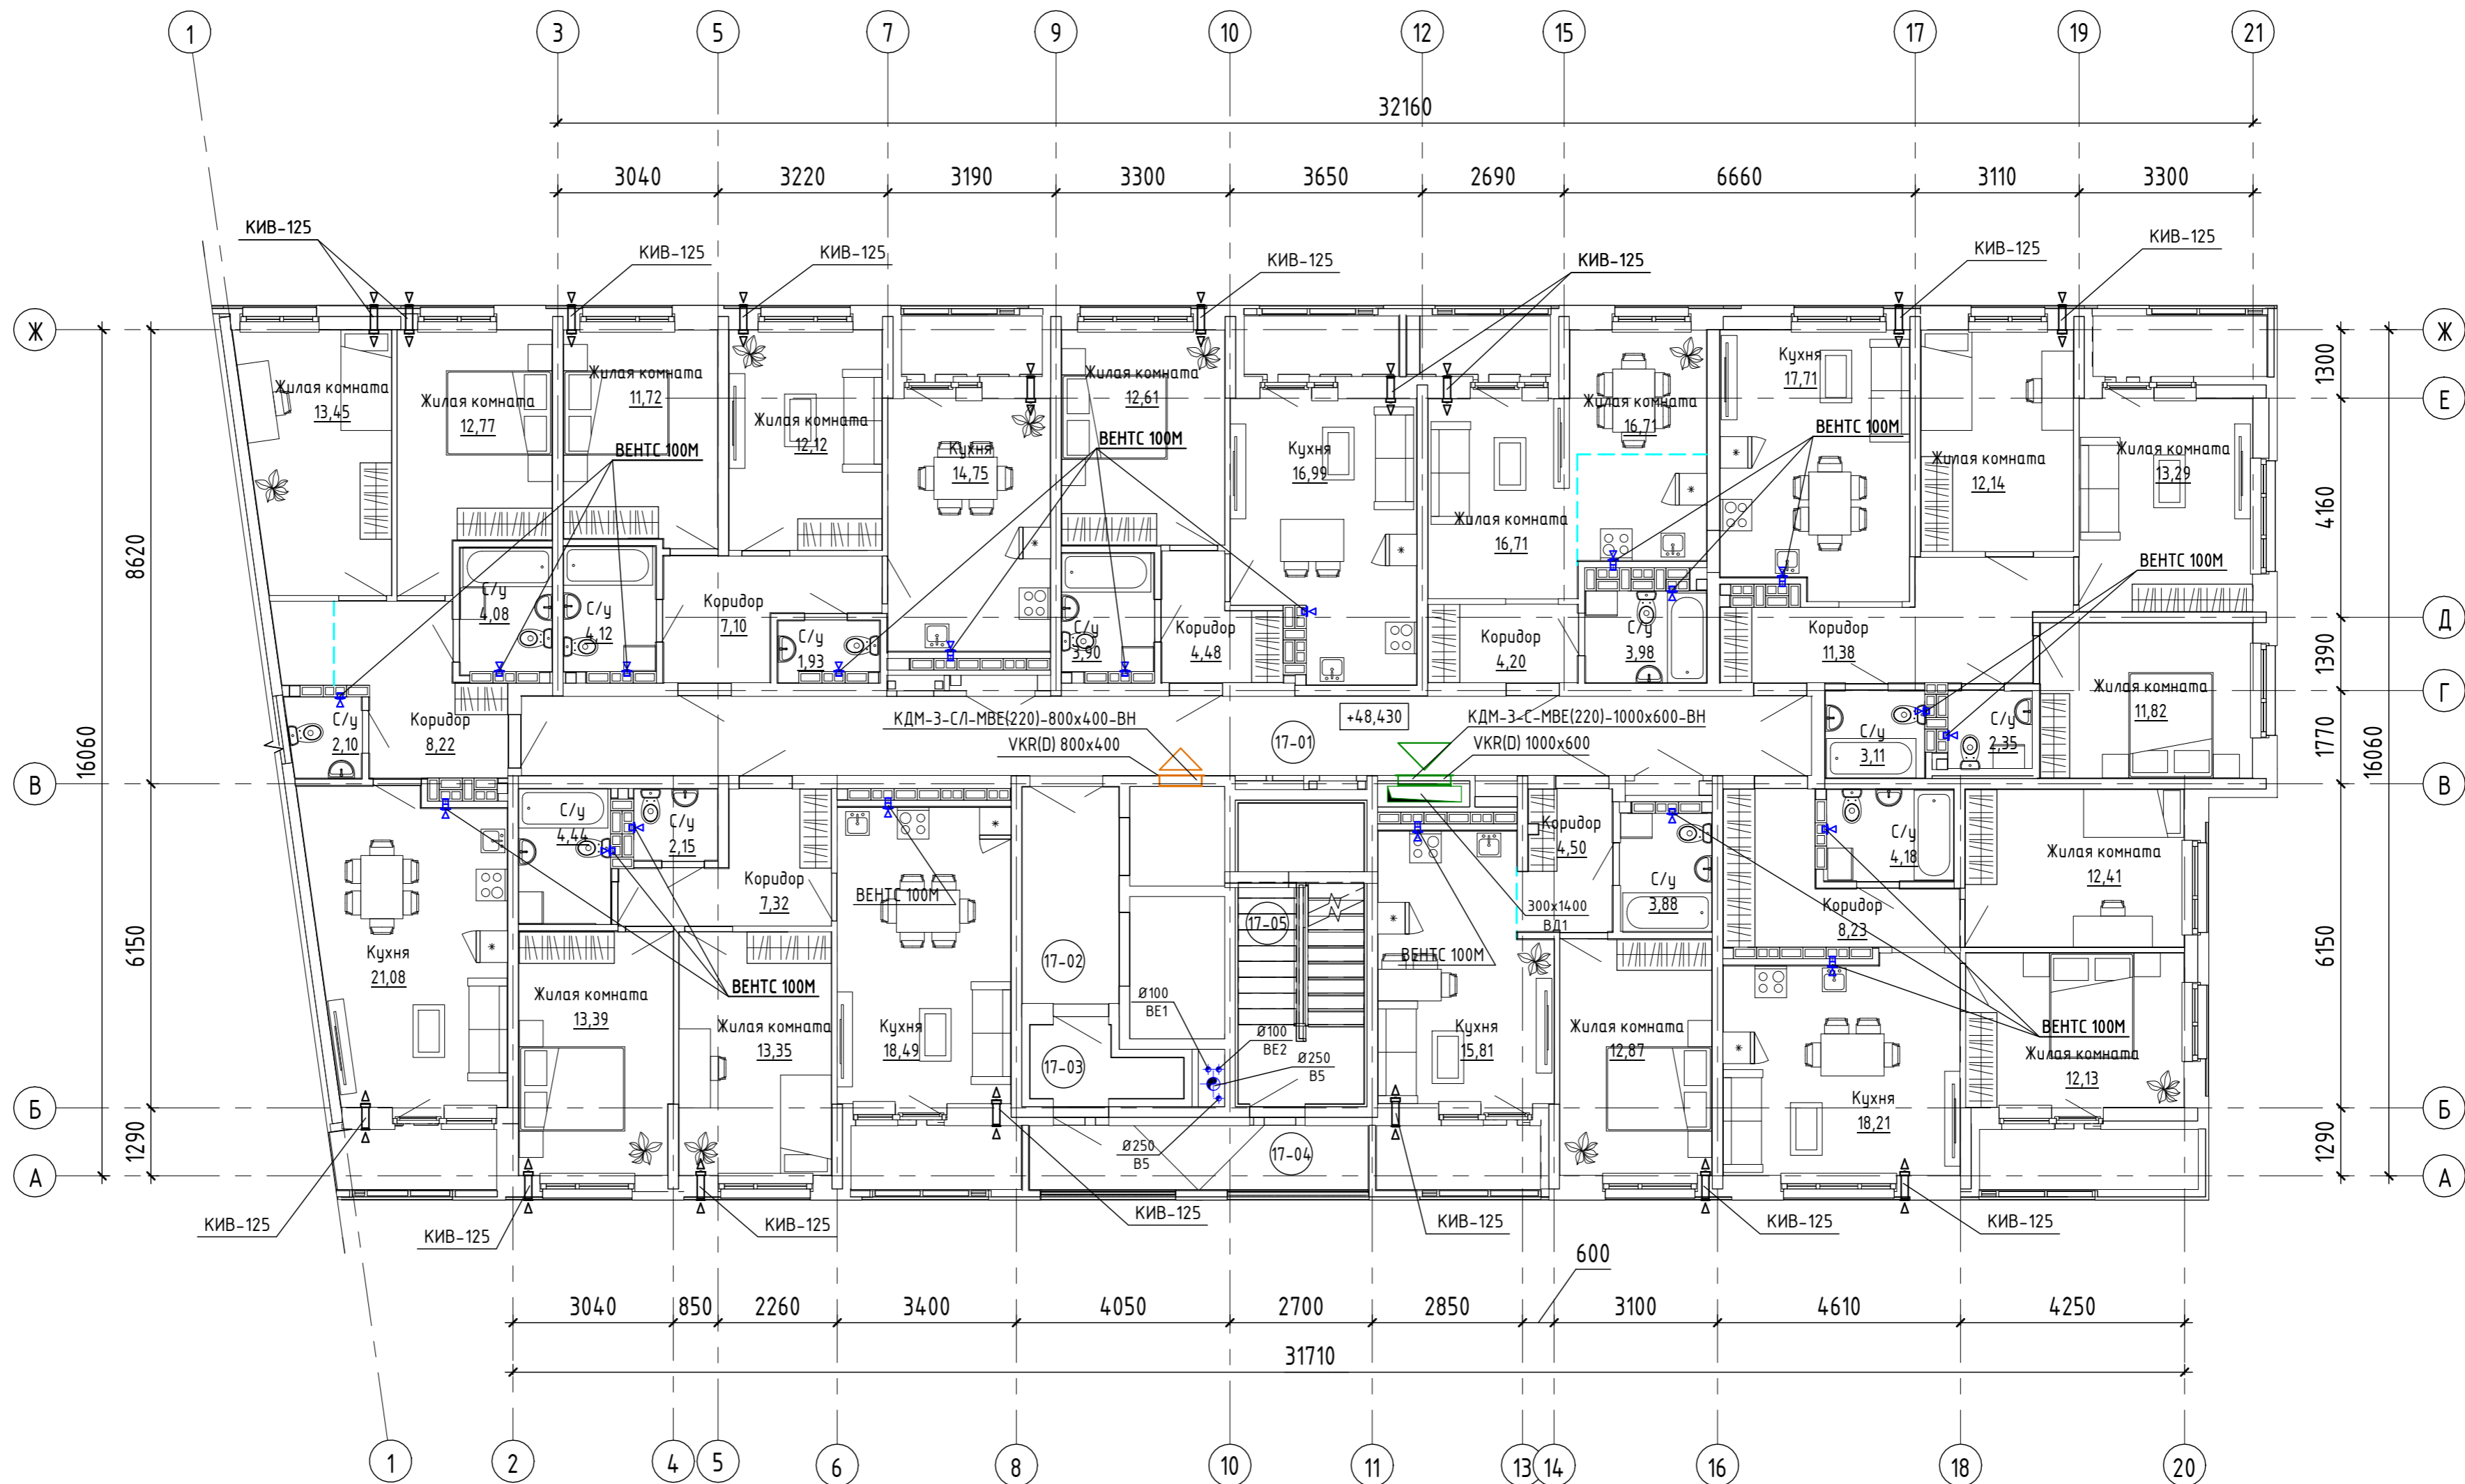 1
3
5
7
9
10
12
15
17
19
21
32160
3040
3220
3190
3300
3650
2690
6660
3110
3300
КИВ-125
КИВ-125
КИВ-125
КИВ-125
КИВ-125
КИВ-125
КИВ-125
Ж
Ж
Е
Д
Г
В
В
Б
Б
А
А
8620
16060
6150
1290
1300
4160
1390
1770
16060
6150
1290
Жилая комната
13,45
Жилая комната
12,77
Жилая комната
11,72
Жилая комната
12,12
Кухня
14,75
Жилая комната
12,61
Кухня
16,99
Жилая комната
16,71
Жилая комната
16,71
Кухня
17,71
Жилая комната
12,14
Жилая комната
13,29
ВЕНТС 100М
ВЕНТС 100М
ВЕНТС 100М
ВЕНТС 100М
С/у
4,08
С/у
4,12
Коридор
7,10
С/у
1,93
С/у
3,90
Коридор
4,48
Коридор
4,20
С/у
3,98
Коридор
11,38
С/у
2,10
Коридор
8,22
КДМ-3-СЛ-МВЕ(220)-800х400-ВН
VKR(D) 800х400
17-01
+48,430
КДМ-3-С-МВЕ(220)-1000х600-ВН
VKR(D) 1000х600
С/у
3,11
С/у
2,35
Жилая комната
11,82
С/у
4,44
С/у
2,15
Коридор
7,32
ВЕНТС 100М
17-02
17-03
17-05
17-04
Ø100
ВЕ1
Ø100
ВЕ2
Ø250
В5
Ø250
В5
300х1400
ВД1
ВЕНТС 100М
Коридор
4,50
С/у
3,88
С/у
4,18
Коридор
8,23
Жилая комната
12,41
Кухня
21,08
Жилая комната
13,39
Жилая комната
13,35
ВЕНТС 100М
Кухня
18,49
Кухня
15,81
Жилая комната
12,87
Кухня
18,21
ВЕНТС 100М
Жилая комната
12,13
КИВ-125
КИВ-125
КИВ-125
КИВ-125
КИВ-125
КИВ-125
КИВ-125
600
3040
850
2260
3400
4050
2700
2850
3100
4610
4250
31710
1
2
4
5
6
8
10
11
13
14
16
18
20